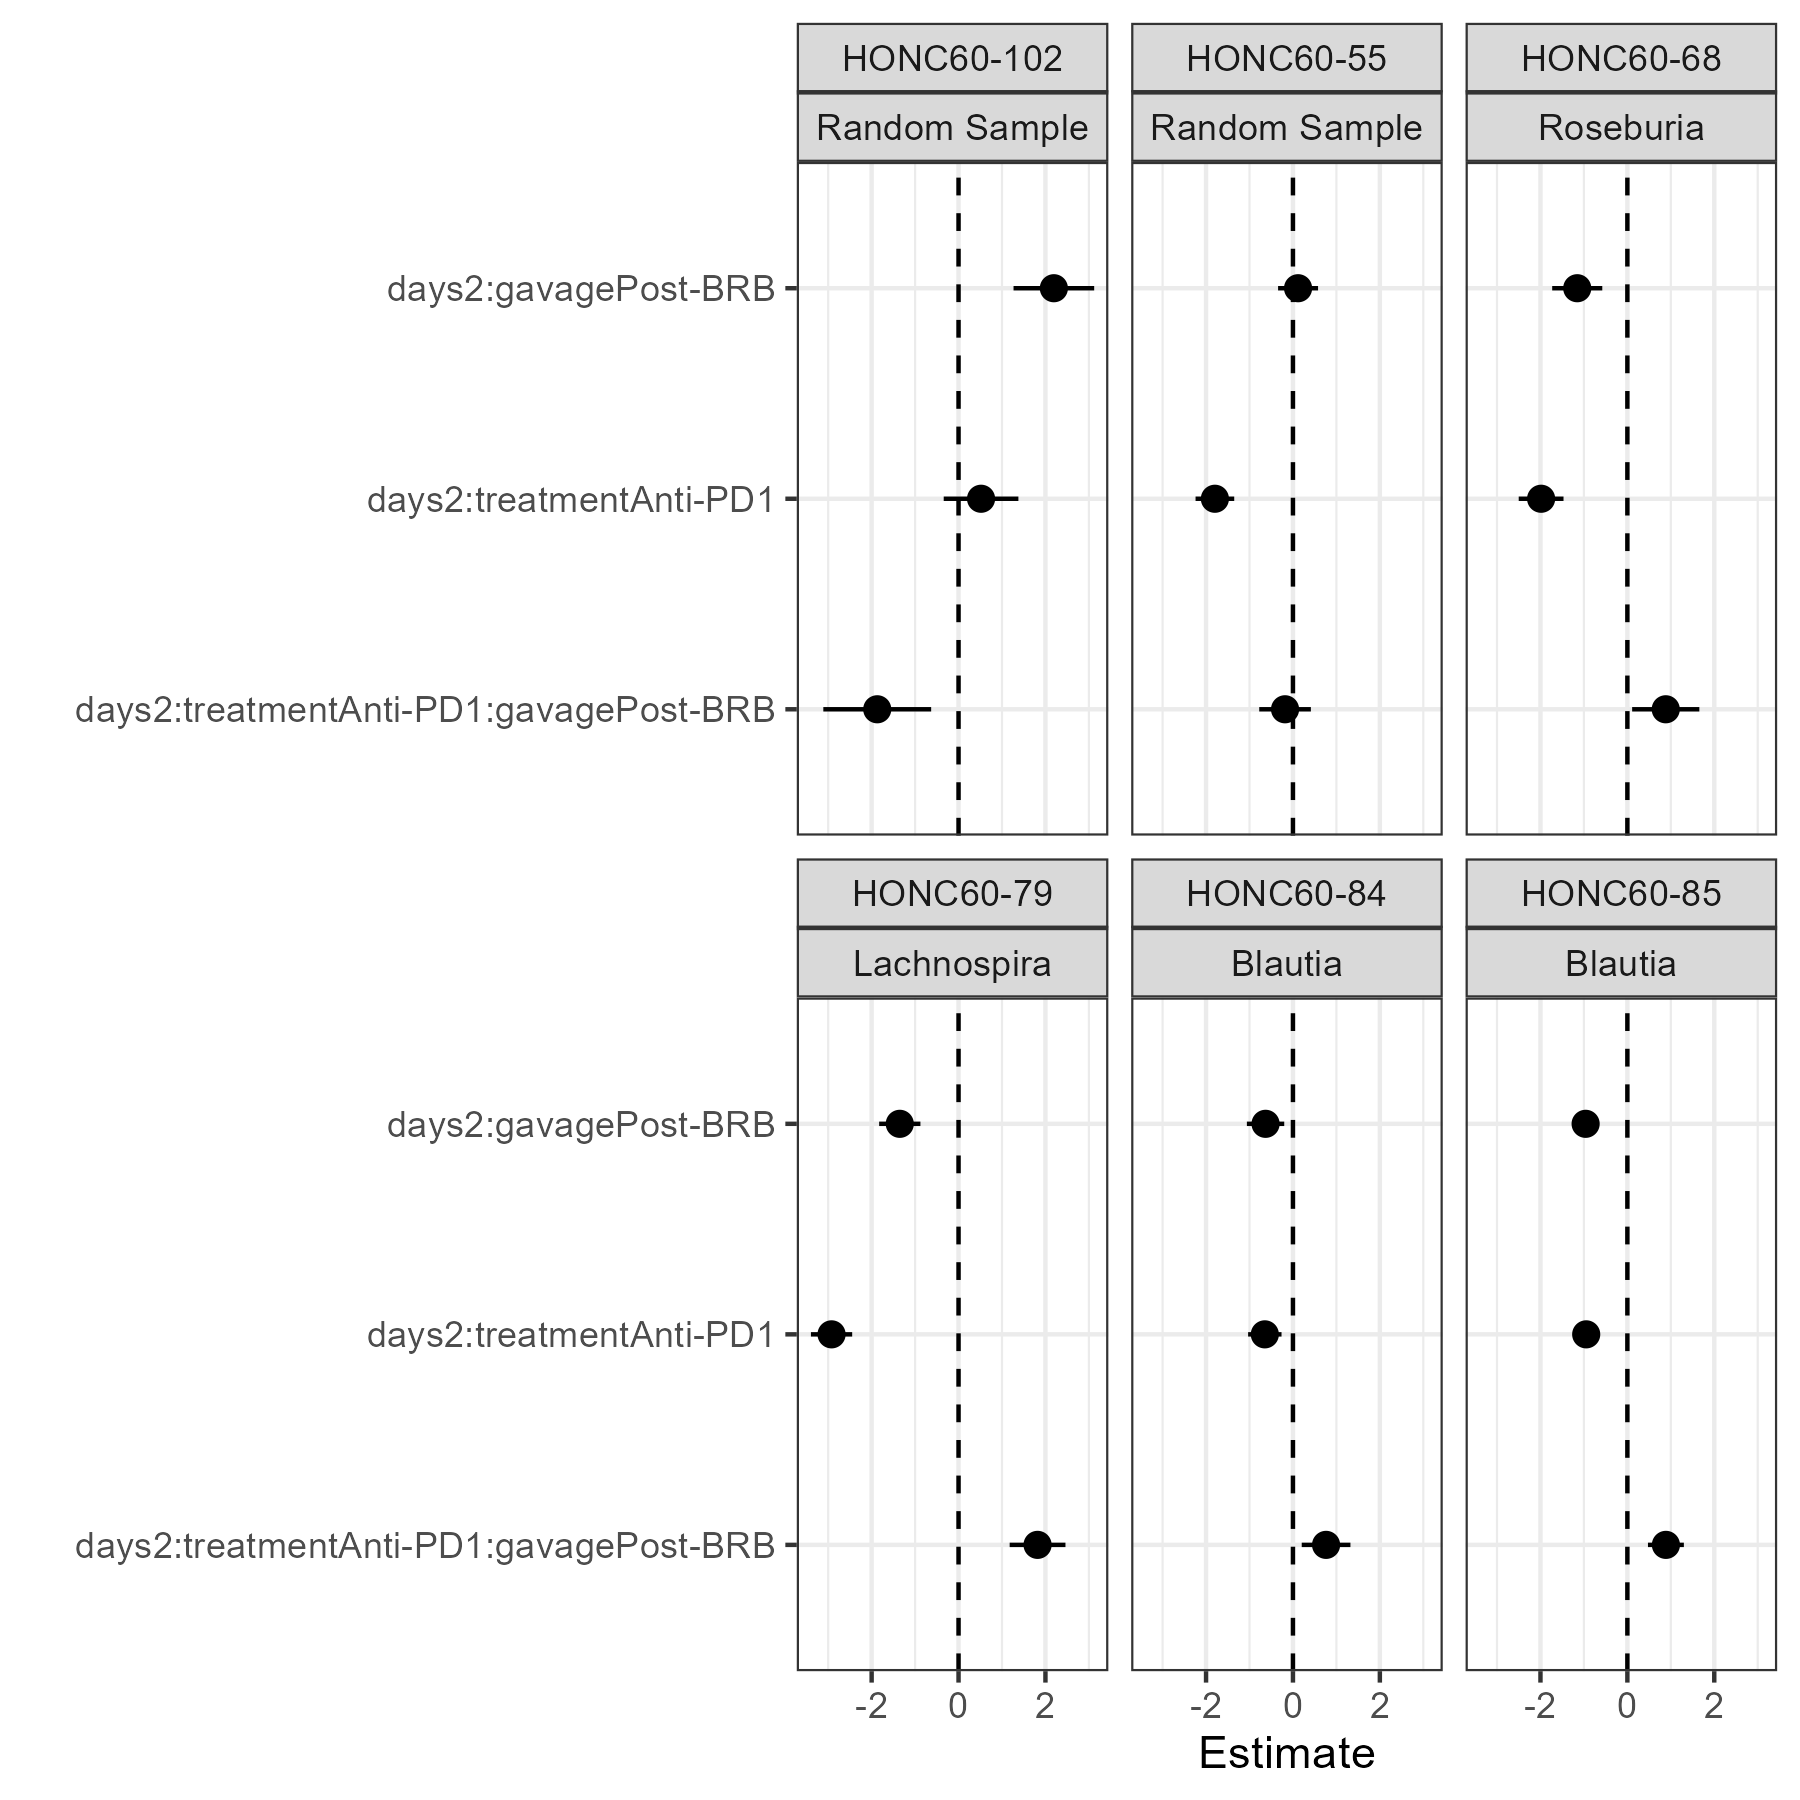 HONC60-102 HONC60-55 HONC60-68
Random Sample Random Sample Roseburia
days2:gavagePost-BRB
days2:treatmentAnti-PD1
days2:treatmentAnti-PD1:gavagePost-BRB
HONC60-79 HONC60-84 HONC60-85
Lachnospira Blautia Blautia
days2:gavagePost-BRB
days2:treatmentAnti-PD1
days2:treatmentAnti-PD1:gavagePost-BRB
-2 0 2 -2 0 2 -2 0 2
Estimate